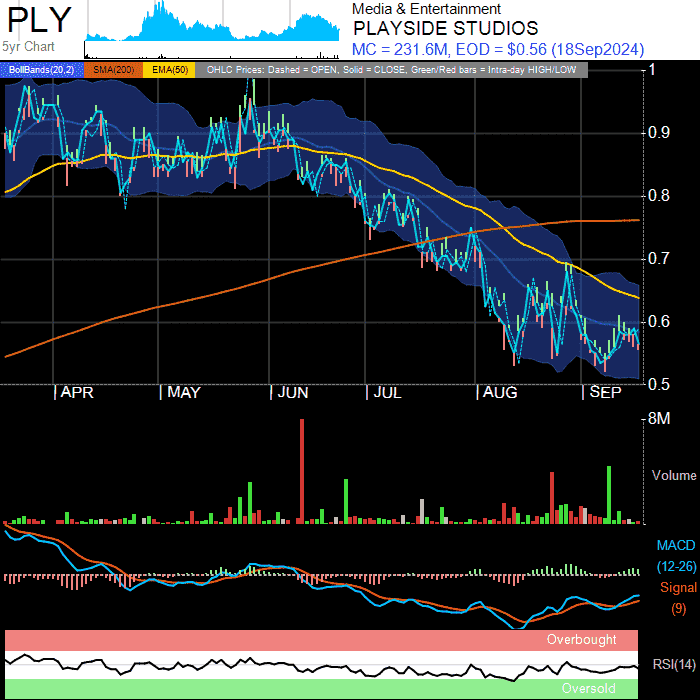 PLY
5yr Chart
Media & Entertainment
PLAYSIDE STUDIOS
MC = 231.6M, EOD = $0.56 (18Sep2024)
BollBands(20,2) SMA(200) EMA(50) OHLC Prices: Dashed = OPEN, Solid = CLOSE, Green/Red bars = Intra-day HIGH/LOW
1
0.9
0.8
0.7
0.6
0.5
APR MAY JUN JUL AUG SEP
8M
Volume
MACD
(12-26)
Signal
(9)
Overbought
RSI(14)
Oversold